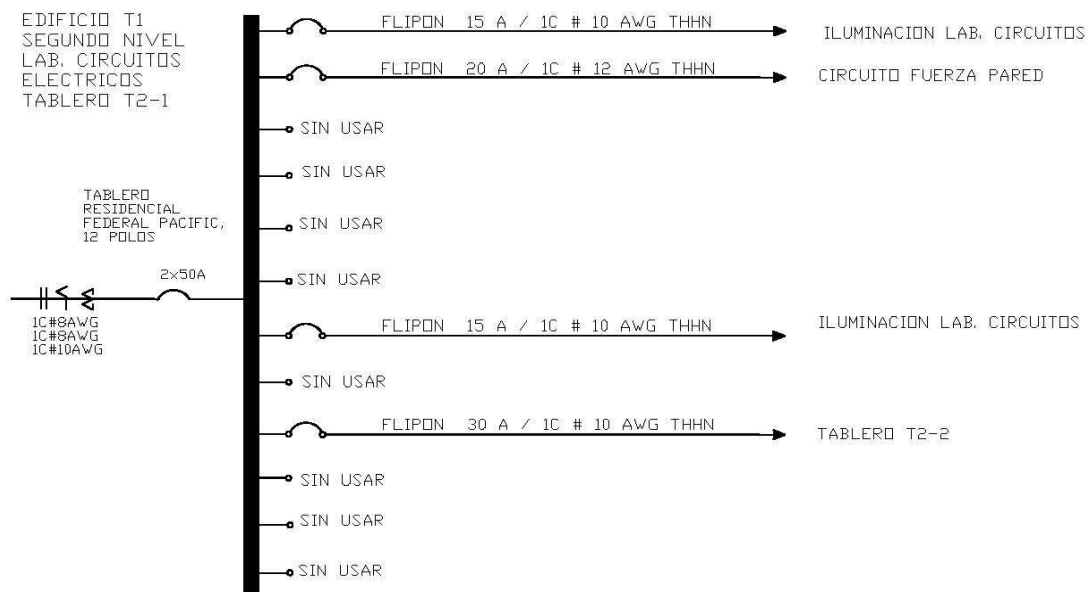 EDIFICIO T1
SEGUNDO NIVEL
LAB. CIRCUITOS
ELECTRICOS
TABLERO T2-1
FLIPON 15 A / 1C # 10 AWG THHN
ILUMINACION LAB. CIRCUITOS
FLIPON 20 A / 1C # 12 AWG THHN
CIRCUITO FUERZA PARED
SIN USAR
SIN USAR
TABLERO
RESIDENCIAL
FEDERAL PACIFIC,
12 POLOS
SIN USAR
2x50A
SIN USAR
1C#8AWG
1C#8AWG
1C#10AWG
FLIPON 15 A / 1C # 10 AWG THHN
ILUMINACION LAB. CIRCUITOS
SIN USAR
FLIPON 30 A / 1C # 10 AWG THHN
TABLERO T2-2
SIN USAR
SIN USAR
SIN USAR